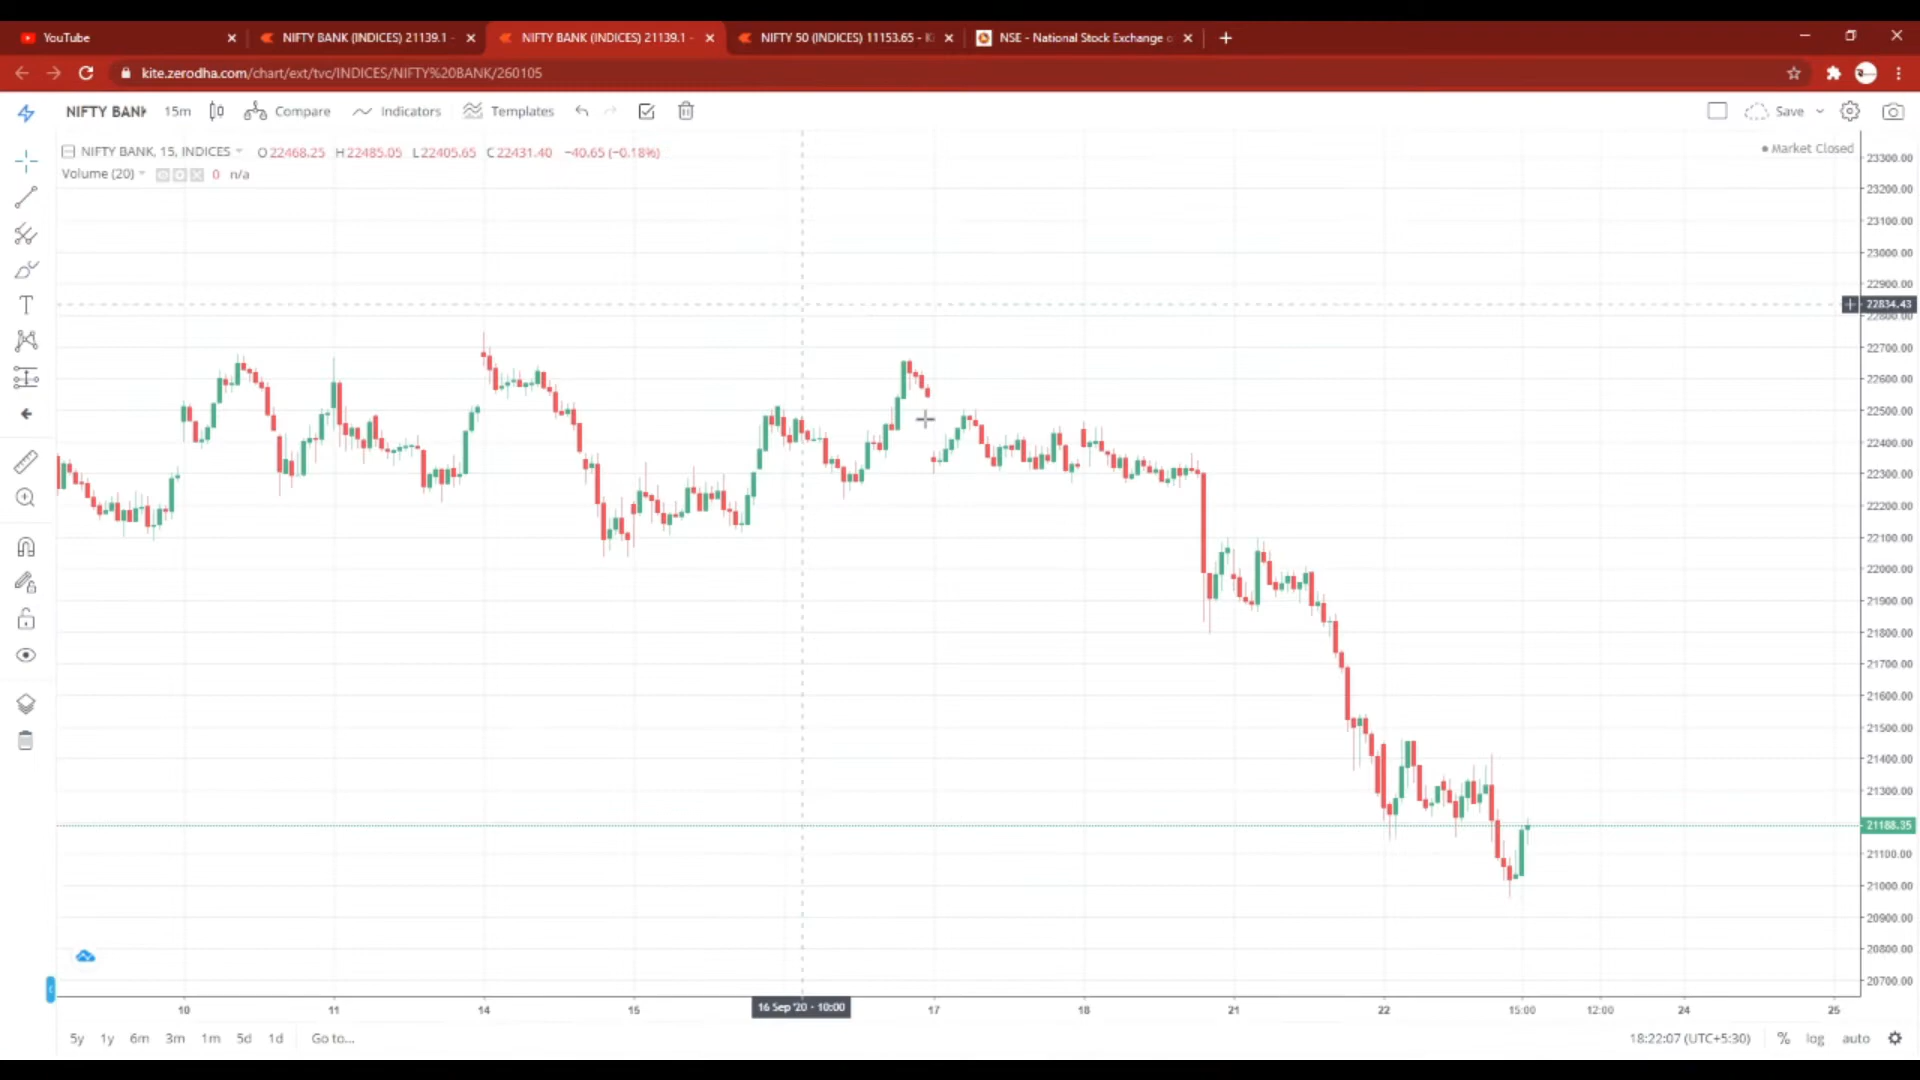 YouTube
NIFTY BANK (INDICES) 21139.1 -
NIFTY BANK (INDICES) 21139.1 -
NIFTY 50 (INDICES) 11153.65 - K
NSE - National Stock Exchange o
kite.zerodha.com/chart/ext/tvc/INDICES/NIFTY%20BANK/260105
NIFTY BANK 15m Compare Indicators Templates Save
NIFTY BANK, 15, INDICES O22468.25 H22485.05 L22405.65 C22431.40 −40.65 (−0.18%)
Market Closed
Volume (20) 0 n/a
23300.00
23200.00
23100.00
23000.00
22900.00
22834.43
22800.00
22700.00
22600.00
22500.00
22400.00
22300.00
22200.00
22100.00
22000.00
21900.00
21800.00
21700.00
21600.00
21500.00
21400.00
21300.00
21188.35
21100.00
21000.00
20900.00
20800.00
20700.00
10 11 14 15 16 Sep '20 - 10:00 17 18 21 22 15:00 12:00 24 25
5y 1y 6m 3m 1m 5d 1d Go to... 18:22:07 (UTC+5:30) % log auto